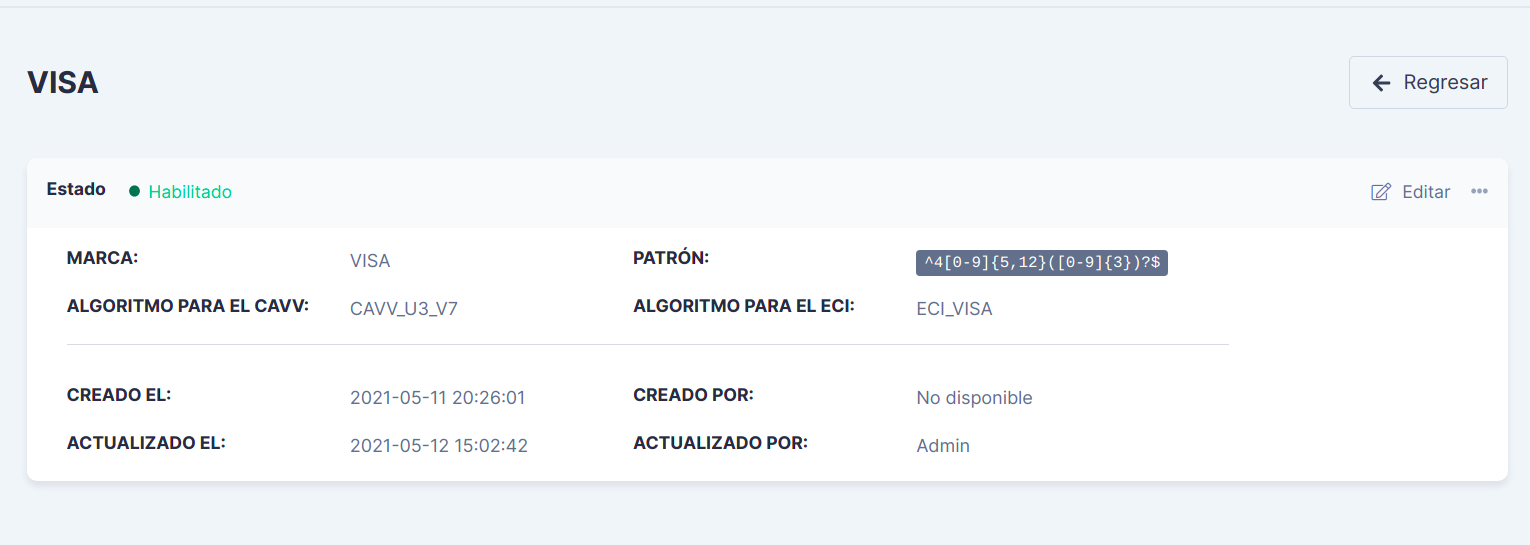 VISA
Regresar
Estado Habilitado Editar
MARCA: VISA PATRÓN: ^4[0-9]{5,12}([0-9]{3})?$
ALGORITMO PARA EL CAVV: CAVV_U3_V7 ALGORITMO PARA EL ECI: ECI_VISA
CREADO EL: 2021-05-11 20:26:01 CREADO POR: No disponible
ACTUALIZADO EL: 2021-05-12 15:02:42 ACTUALIZADO POR: Admin